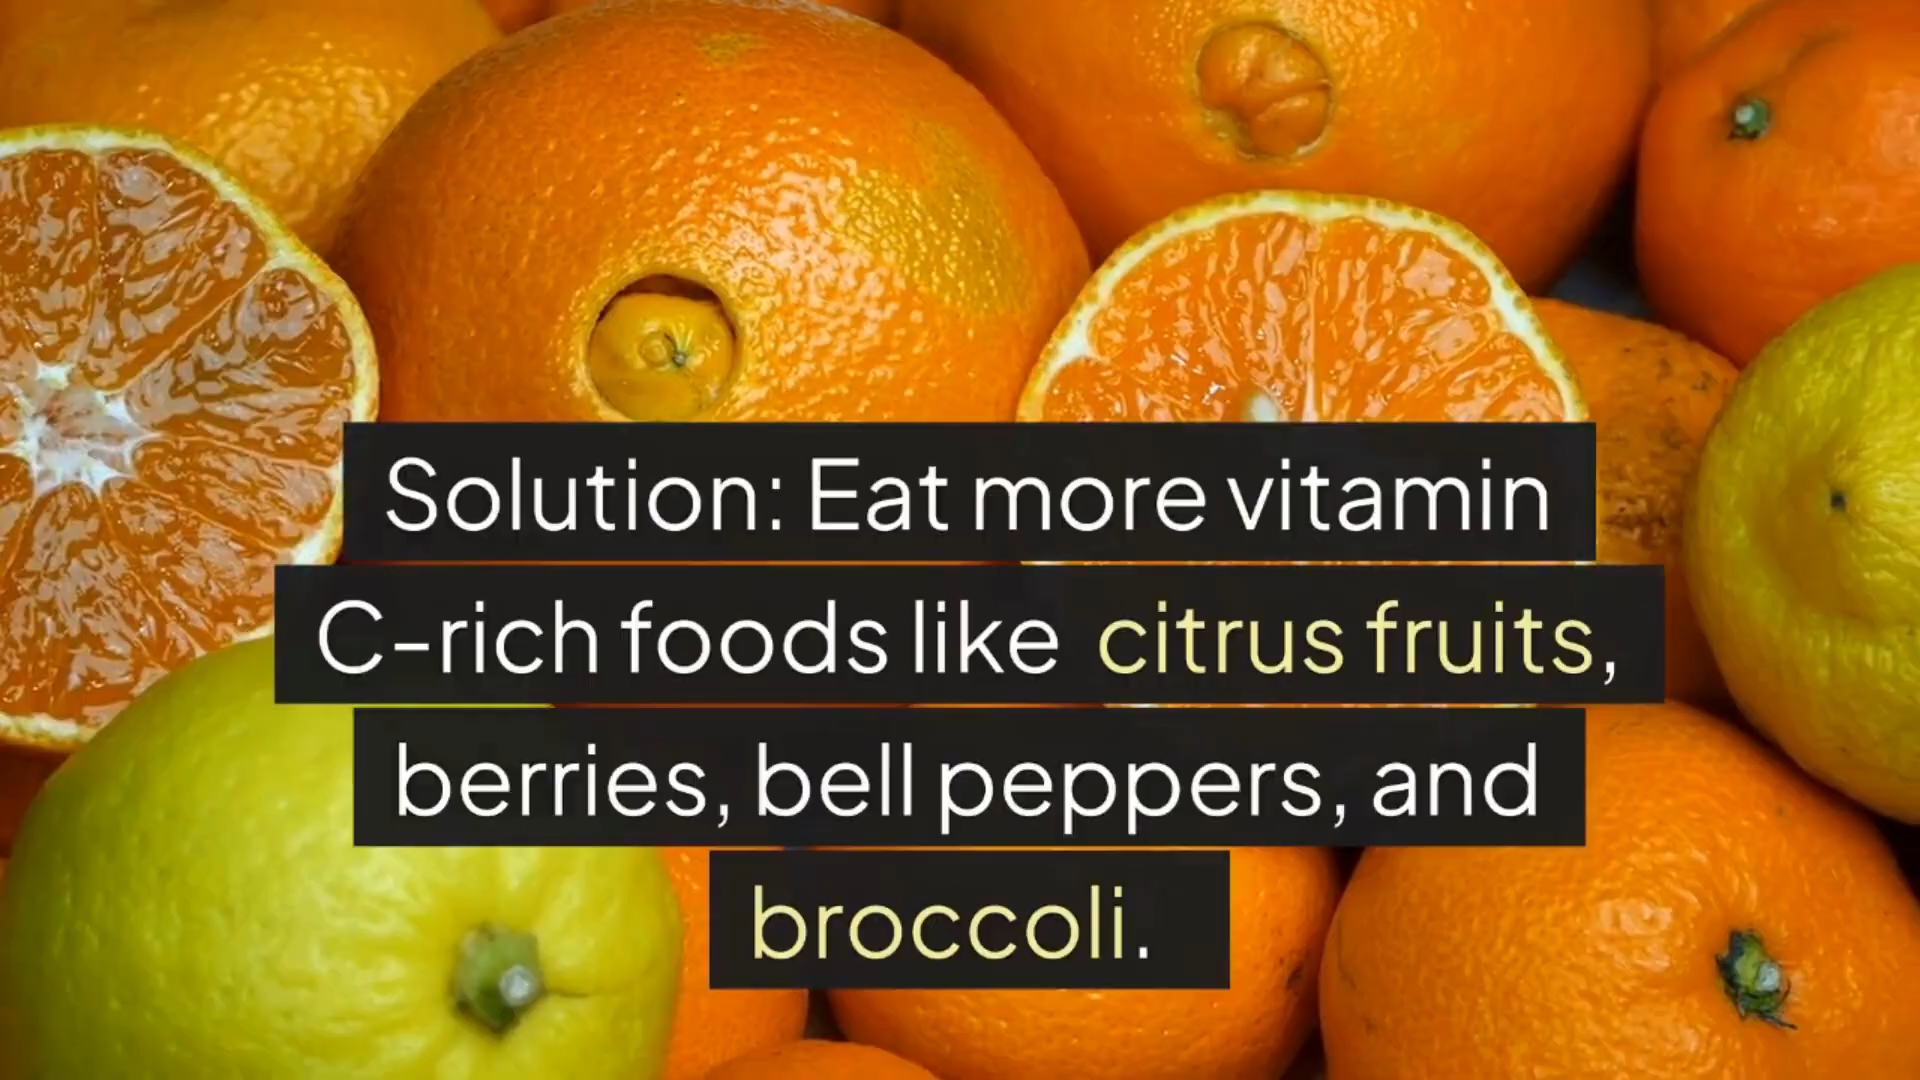 Solution: Eat more vitamin
C-rich foods like citrus fruits,
berries, bell peppers, and
broccoli.